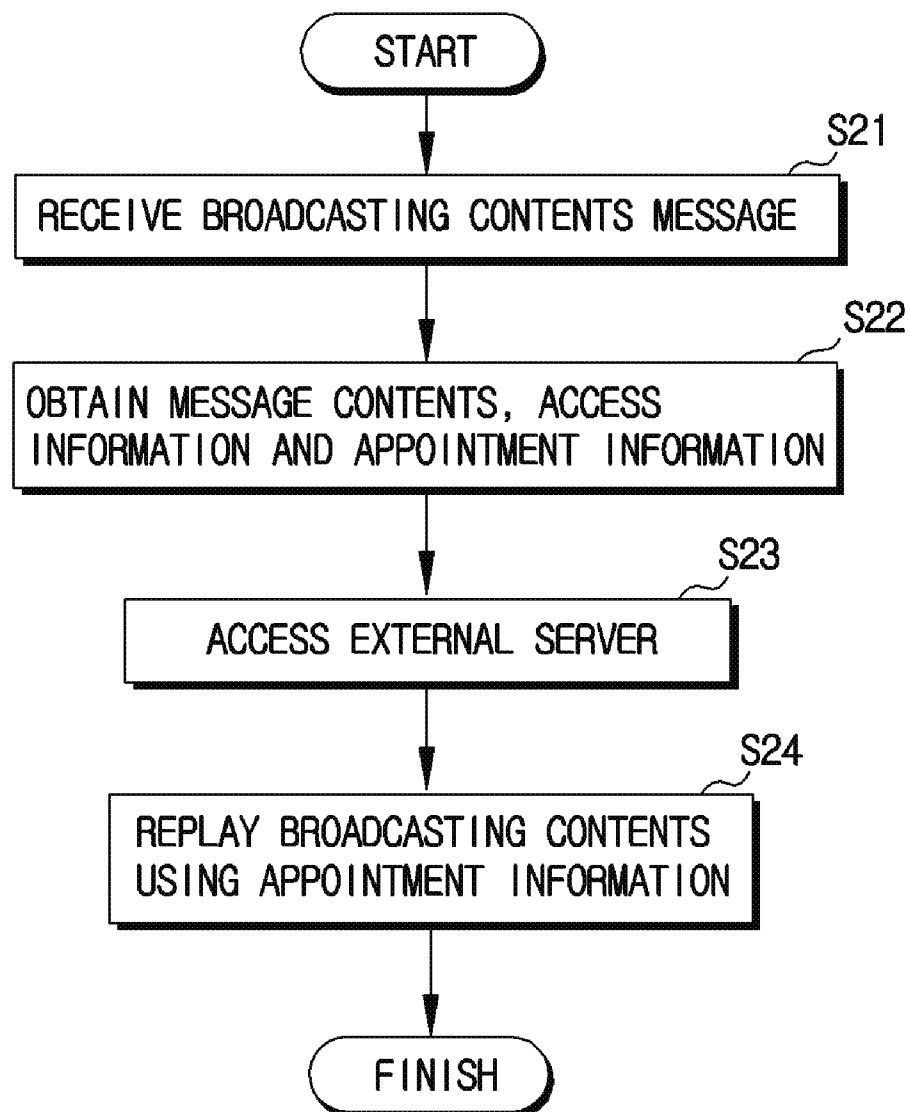 START
S21
RECEIVE BROADCASTING CONTENTS MESSAGE
S22
OBTAIN MESSAGE CONTENTS, ACCESS
INFORMATION AND APPOINTMENT INFORMATION
S23
ACCESS EXTERNAL SERVER
S24
REPLAY BROADCASTING CONTENTS
USING APPOINTMENT INFORMATION
FINISH